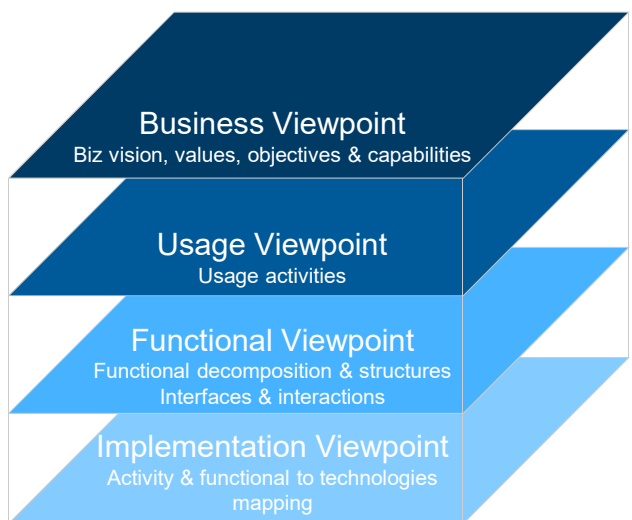 Business Viewpoint
Biz vision, values, objectives & capabilities
Usage Viewpoint
Usage activities
Functional Viewpoint
Functional decomposition & structures
Interfaces & interactions
Implementation Viewpoint
Activity & functional to technologies
mapping